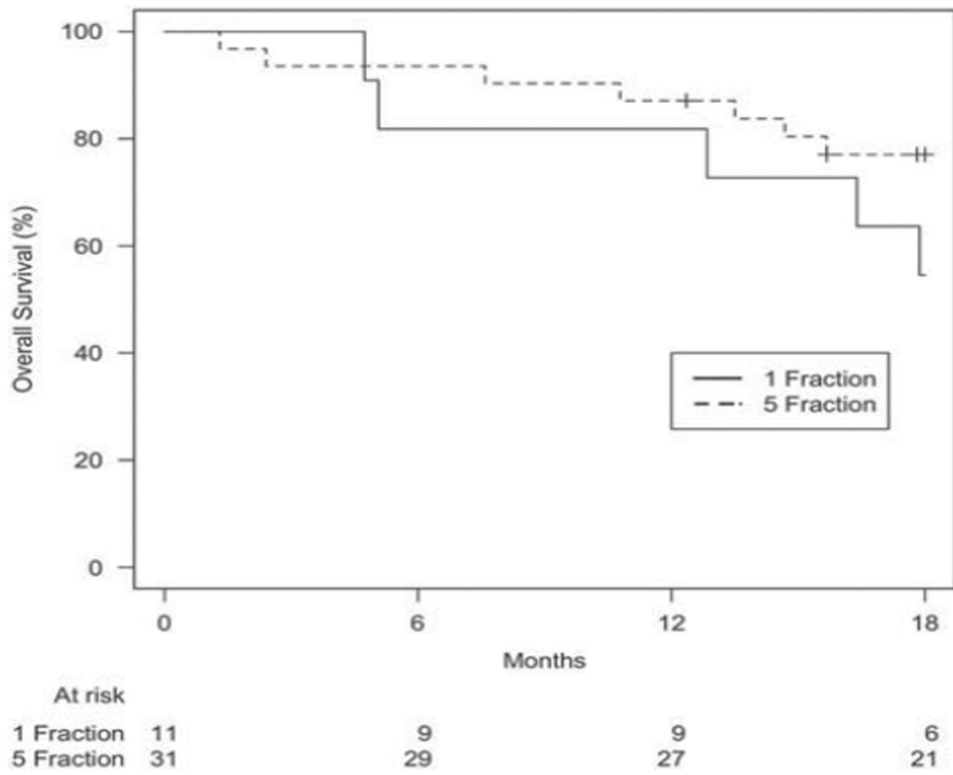 Overall Survival (%)
100
80
60
40
20
0
1 Fraction
5 Fraction
0 6 12 18
Months
At risk
1 Fraction 11 9 9 6
5 Fraction 31 29 27 21